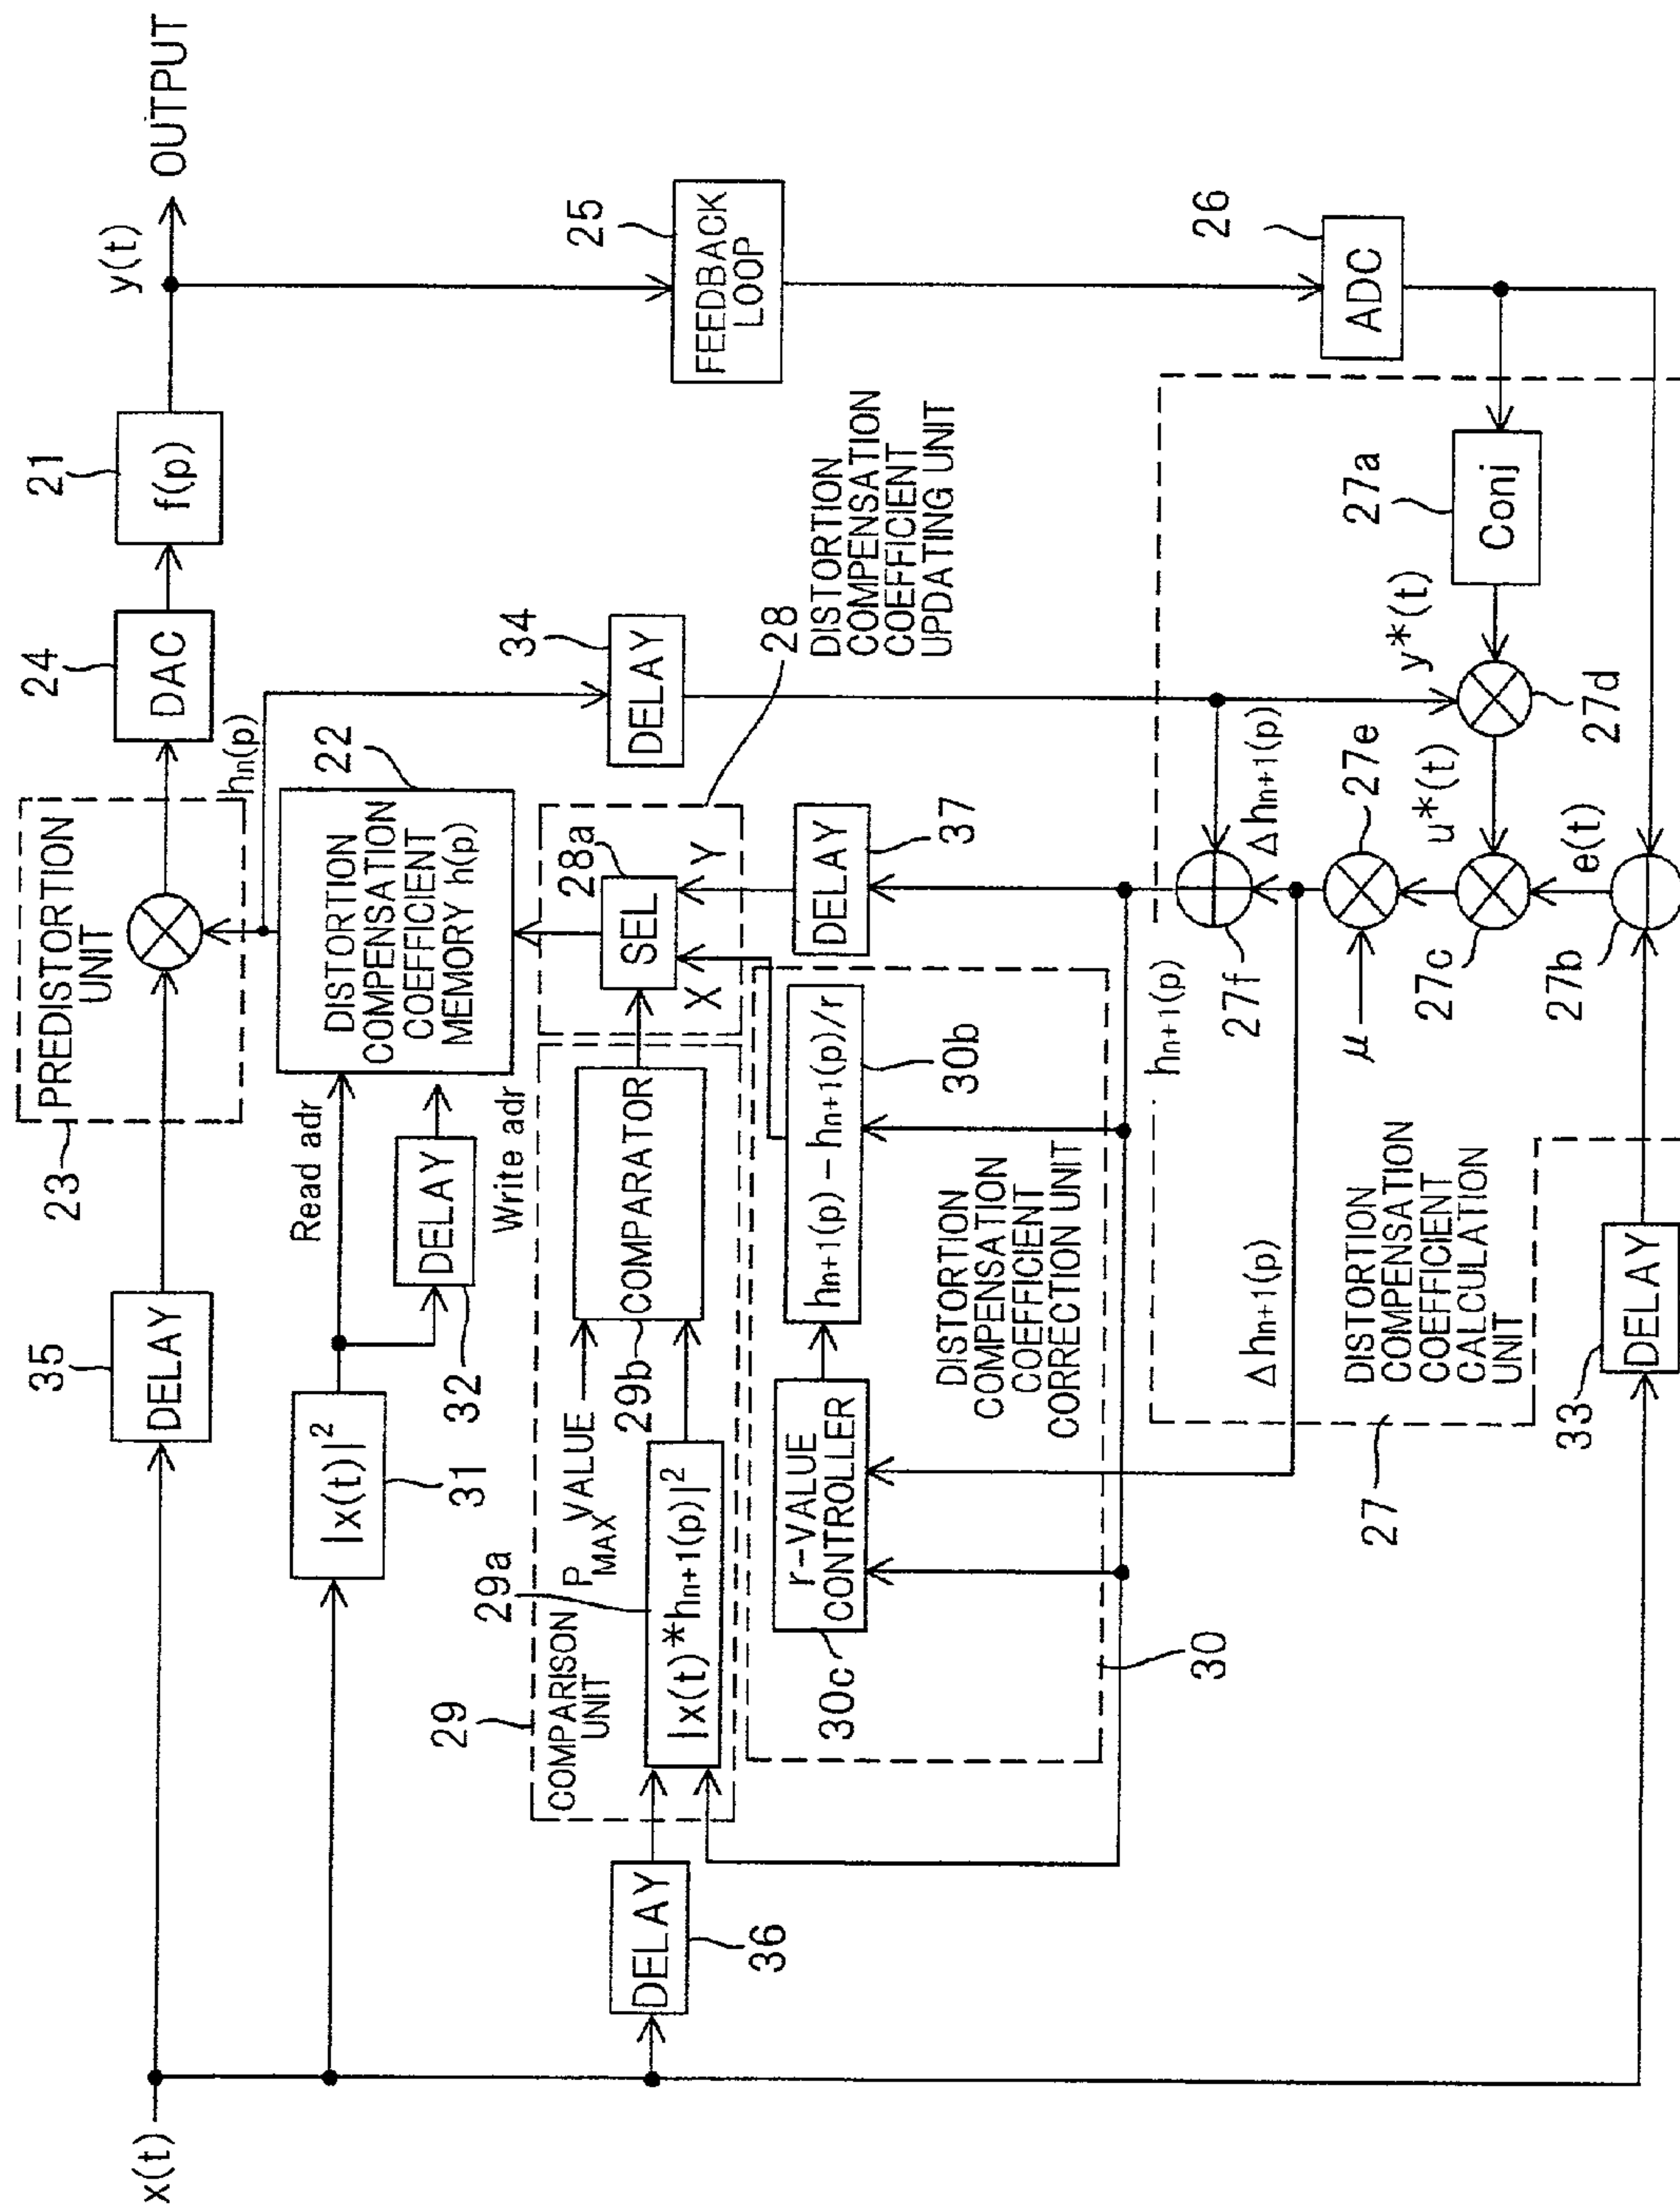 x(t)
35
DELAY
23
PREDISTORTION
UNIT
24
DAC
21
f(p)
y(t)
OUTPUT
hn(p)
|x(t)|²
31
Read adr
DELAY
32
Write adr
22
DISTORTION
COMPENSATION
COEFFICIENT
MEMORY h(p)
34
DELAY
25
FEEDBACK
LOOP
28
DISTORTION
COMPENSATION
COEFFICIENT
UPDATING UNIT
28a
SEL
X
Y
29
COMPARISON
UNIT
PMAX VALUE
29a
|x(t)*hn+1(p)|²
29b
COMPARATOR
DELAY
36
DELAY
37
30c
r-VALUE
CONTROLLER
hn+1(p)-hn+1(p)/r
30b
DISTORTION
COMPENSATION
COEFFICIENT
CORRECTION UNIT
30
26
ADC
hn+1(p)
Δhn+1(p)
27f
Δhn+1(p)
27
DISTORTION
COMPENSATION
COEFFICIENT
CALCULATION
UNIT
μ
27e
27c
u*(t)
27d
y*(t)
27a
Conj
e(t)
27b
33
DELAY